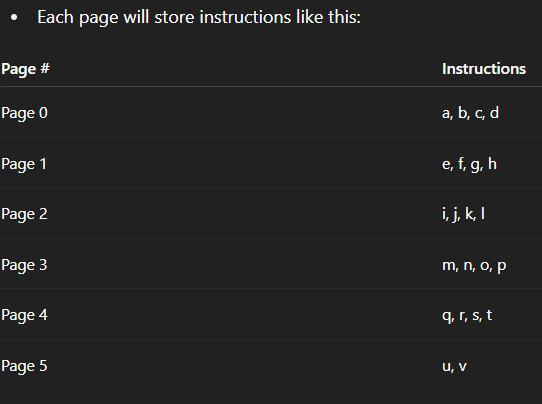 Each page will store instructions like this:
Page # Instructions
Page 0 a, b, c, d
Page 1 e, f, g, h
Page 2 i, j, k, l
Page 3 m, n, o, p
Page 4 q, r, s, t
Page 5 u, v